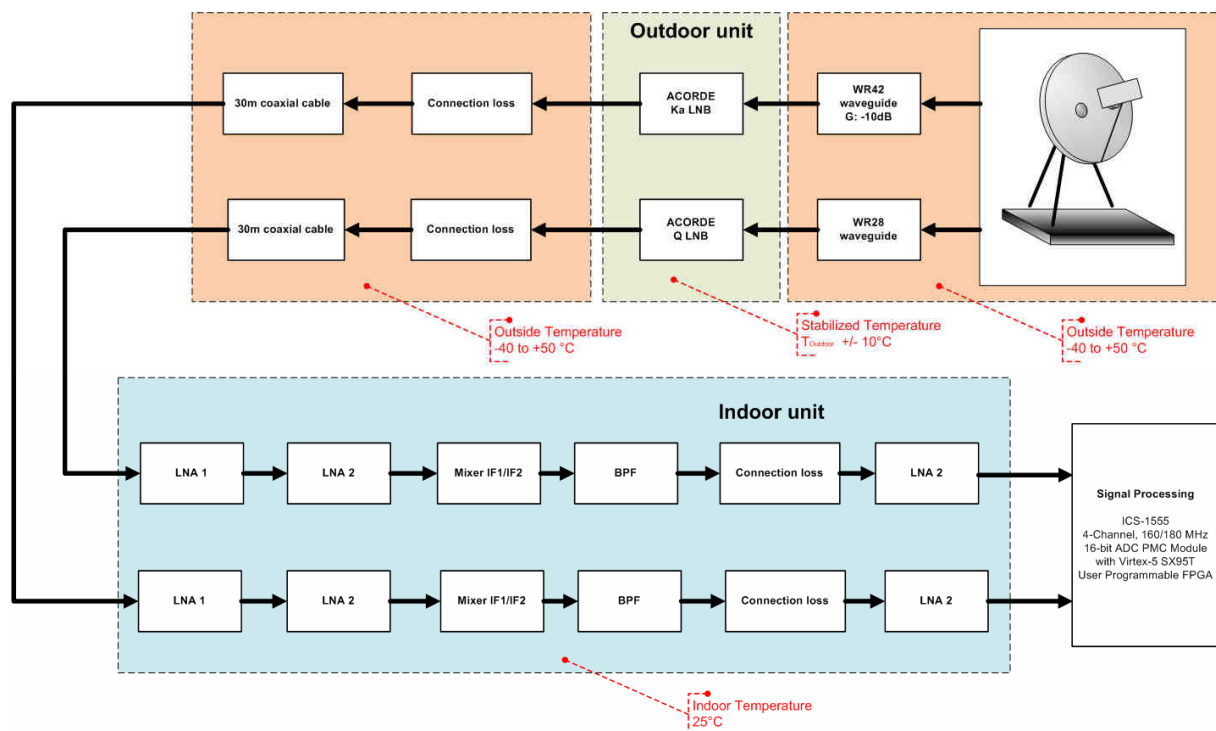 Outdoor unit
30m coaxial cable
Connection loss
ACORDE
Ka LNB
WR42
waveguide
G: -10dB
30m coaxial cable
Connection loss
ACORDE
Q LNB
WR28
waveguide
Outside Temperature
-40 to +50 °C
Stabilized Temperature
TOutdoor +/- 10°C
Outside Temperature
-40 to +50 °C
Indoor unit
LNA 1
LNA 2
Mixer IF1/IF2
BPF
Connection loss
LNA 2
LNA 1
LNA 2
Mixer IF1/IF2
BPF
Connection loss
LNA 2
Signal Processing
ICS-1555
4-Channel, 160/180 MHz
16-bit ADC PMC Module
with Virtex-5 SX95T
User Programmable FPGA
Indoor Temperature
25°C